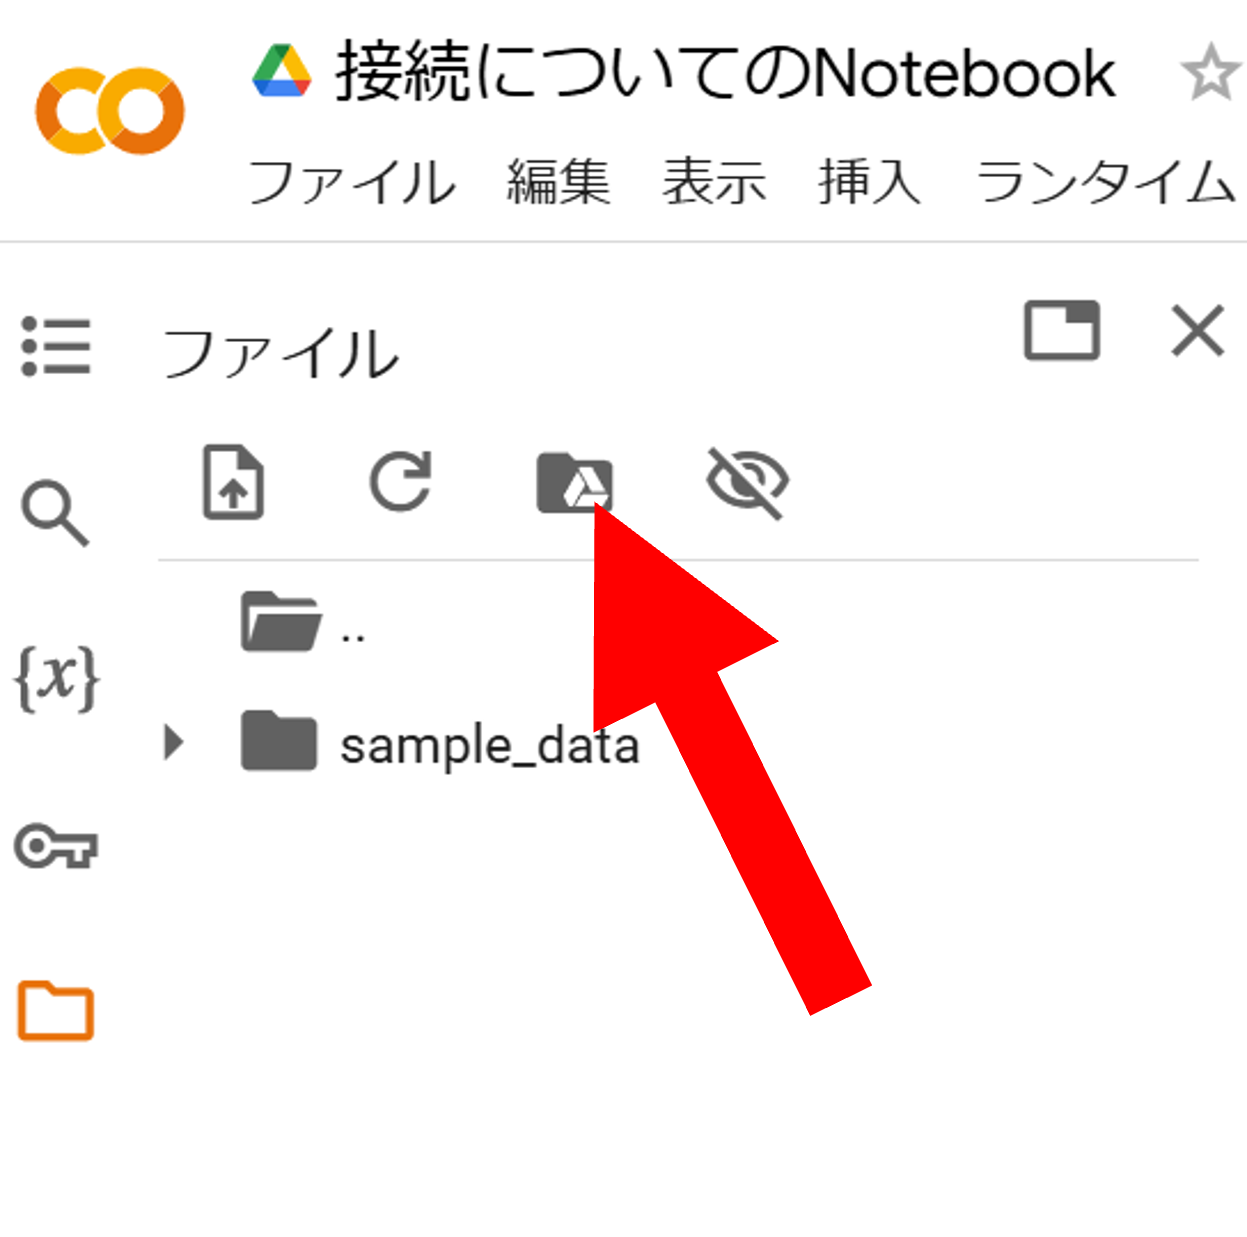 接続についてのNotebook
ファイル 編集 表示 挿入 ランタイム
ファイル
..
sample_data
{x}